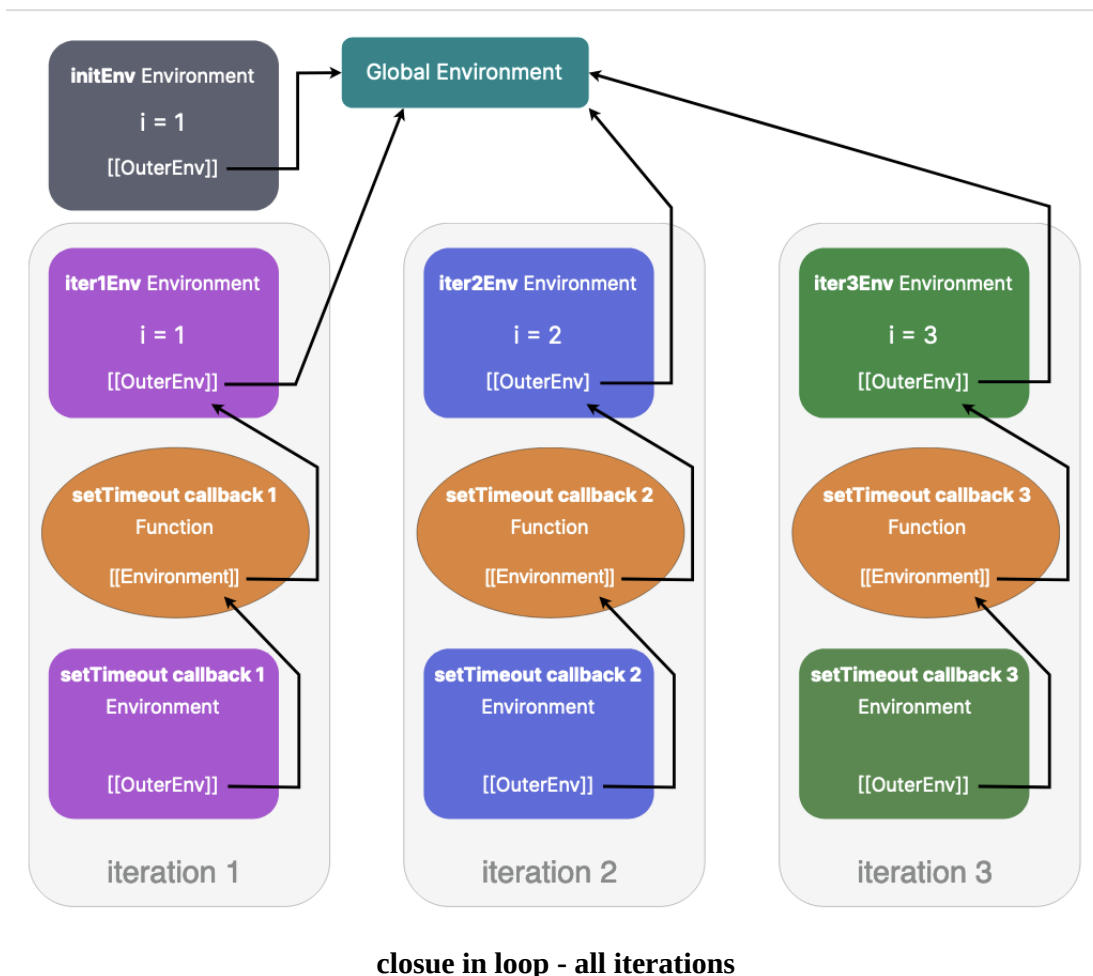 initEnv Environment
i = 1
[[OuterEnv]]
Global Environment
iter1Env Environment
i = 1
[[OuterEnv]]
setTimeout callback 1
Function
[[Environment]]
setTimeout callback 1
Environment
[[OuterEnv]]
iteration 1
iter2Env Environment
i = 2
[[OuterEnv]
setTimeout callback 2
Function
[[Environment]]
setTimeout callback 2
Environment
[[OuterEnv]]
iteration 2
iter3Env Environment
i = 3
[[OuterEnv]]
setTimeout callback 3
Function
[[Environment]]
setTimeout callback 3
Environment
[[OuterEnv]]
iteration 3
closue in loop - all iterations